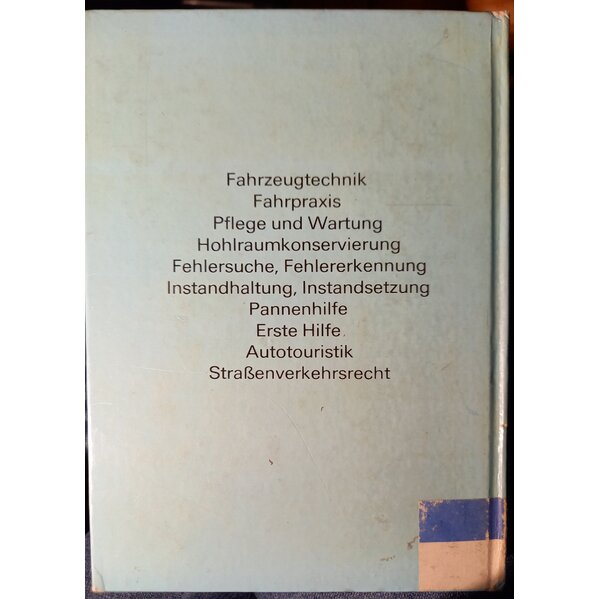 Fahrzeugtechnik
Fahrpraxis
Pflege und Wartung
Hohlraumkonservierung
Fehlersuche, Fehlererkennung
Instandhaltung, Instandsetzung
Pannenhilfe
Erste Hilfe
Autotouristik
Straßenverkehrsrecht